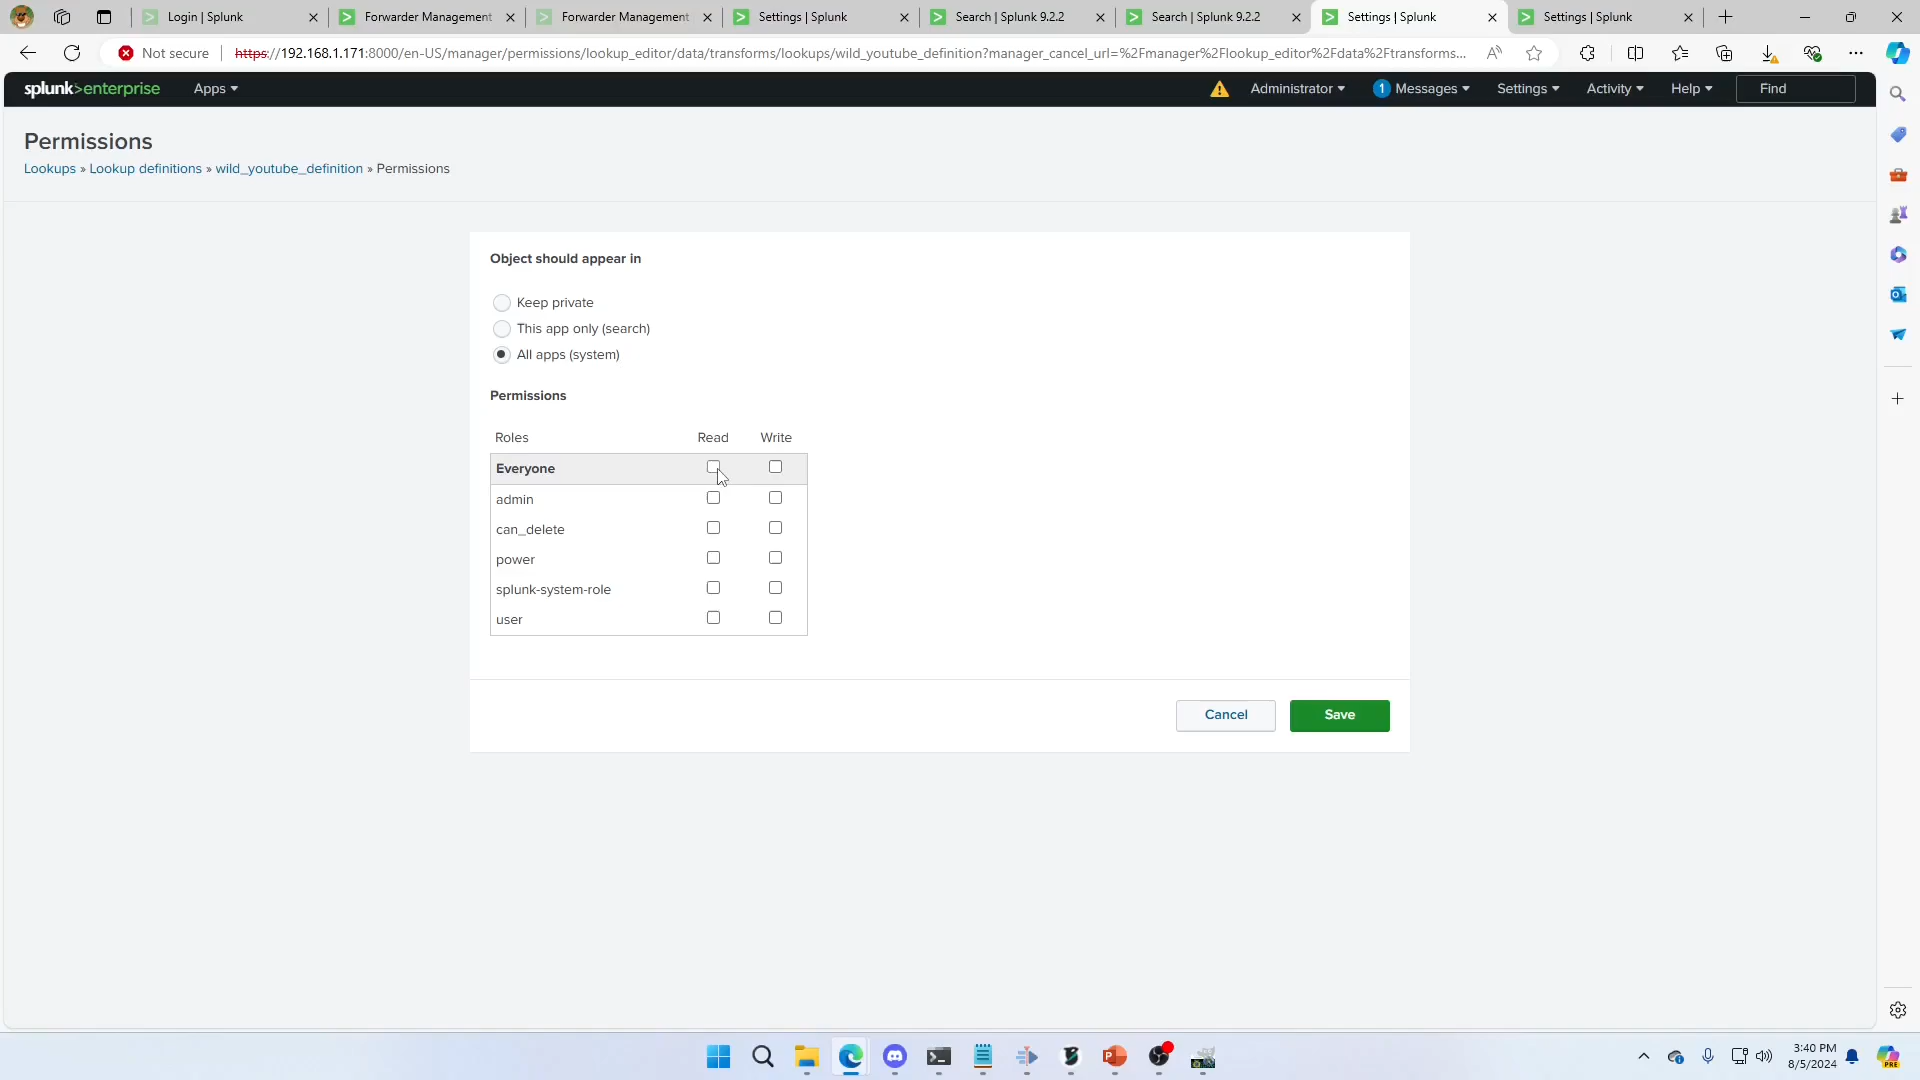 Login | Splunk
Forwarder Management
Forwarder Management
Settings | Splunk
Search | Splunk 9.2.2
Search | Splunk 9.2.2
Settings | Splunk
Settings | Splunk
Not secure
https://192.168.1.171:8000/en-US/manager/permissions/lookup_editor/data/transforms/lookups/wild_youtube_definition?manager_cancel_url=%2Fmanager%2Flookup_editor%2Fdata%2Ftransforms...
splunk>enterprise
Apps
Administrator
1 Messages
Settings
Activity
Help
Find
Permissions
Lookups » Lookup definitions » wild_youtube_definition » Permissions
Object should appear in
Keep private
This app only (search)
All apps (system)
Permissions
Roles Read Write
Everyone
admin
can_delete
power
splunk-system-role
user
Cancel
Save
3:40 PM
8/5/2024
PRE